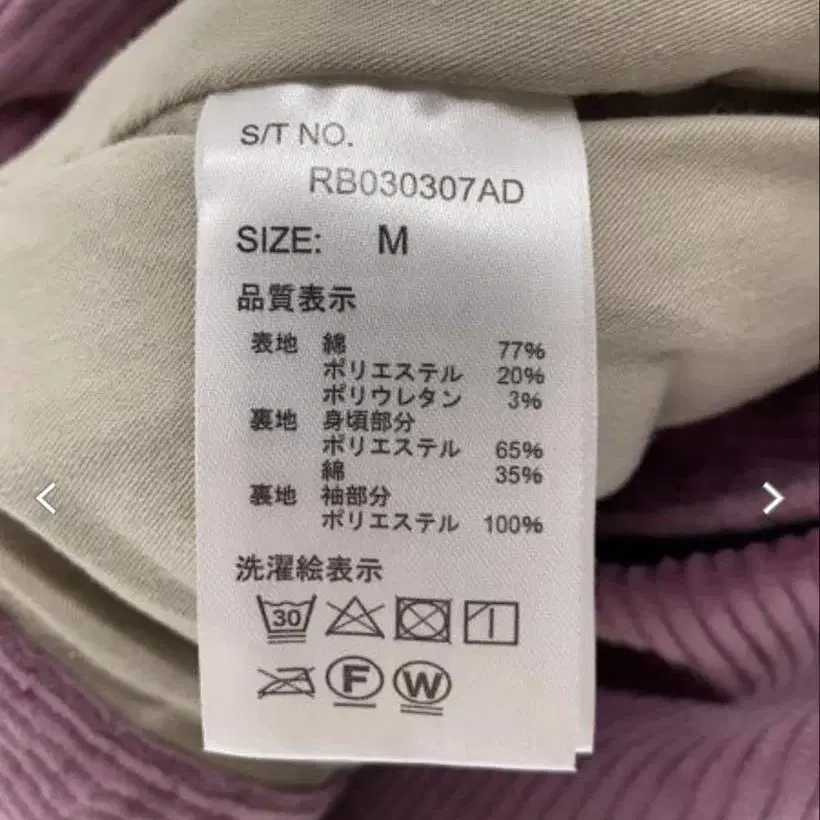 S/T NO.
RB030307AD
SIZE: M
品質表示
表地 綿 77%
ポリエステル 20%
ポリウレタン 3%
裏地 身頃部分
ポリエステル 65%
綿 35%
裏地 袖部分
ポリエステル 100%
洗濯絵表示
30
F W